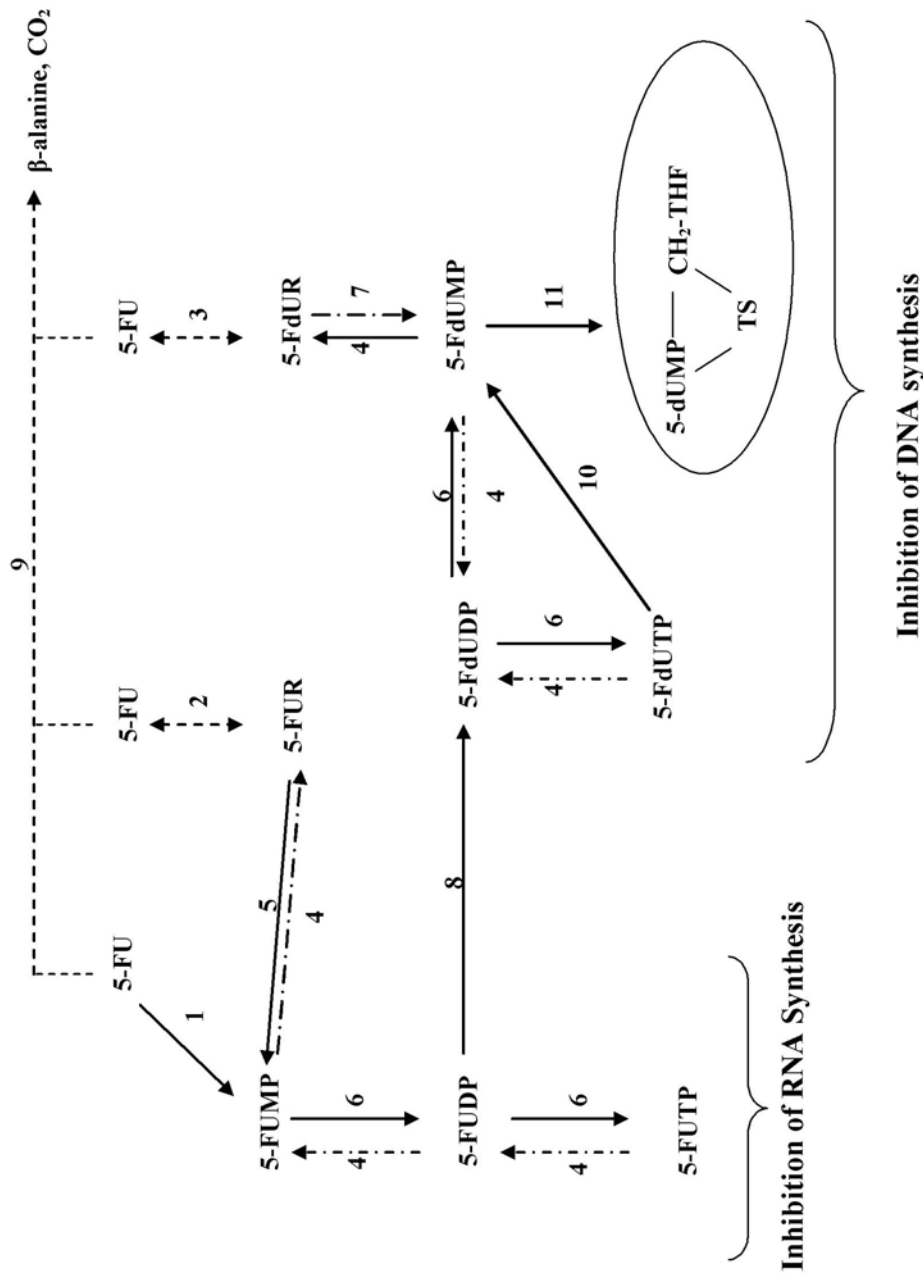 9
β-alanine, CO₂
5-FU
5-FU
5-FU
1
2
3
5-FUMP
5
4
5-FUR
5-FdUR
4
6
4
7
5-FUDP
8
5-FdUDP
6
4
5-FdUMP
4
6
4
6
10
11
5-FUTP
5-FdUTP
5-dUMP
CH₂-THF
TS
Inhibition of RNA Synthesis
Inhibition of DNA synthesis